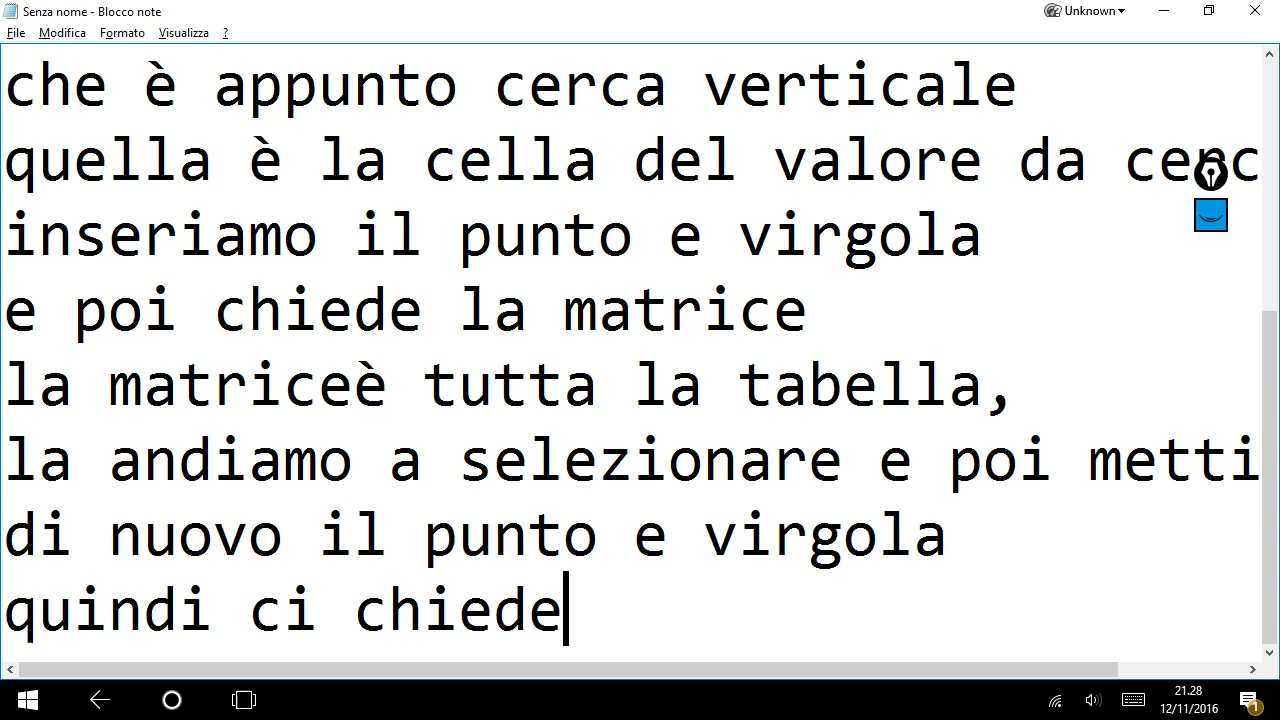 Senza nome - Blocco note
Unknown
File Modifica Formato Visualizza ?
che è appunto cerca verticale
quella è la cella del valore da
inseriamo il punto e virgola
e poi chiede la matrice
la matriceè tutta la tabella,
la andiamo a selezionare e poi metti
di nuovo il punto e virgola
quindi ci chiede
21.28
12/11/2016
1